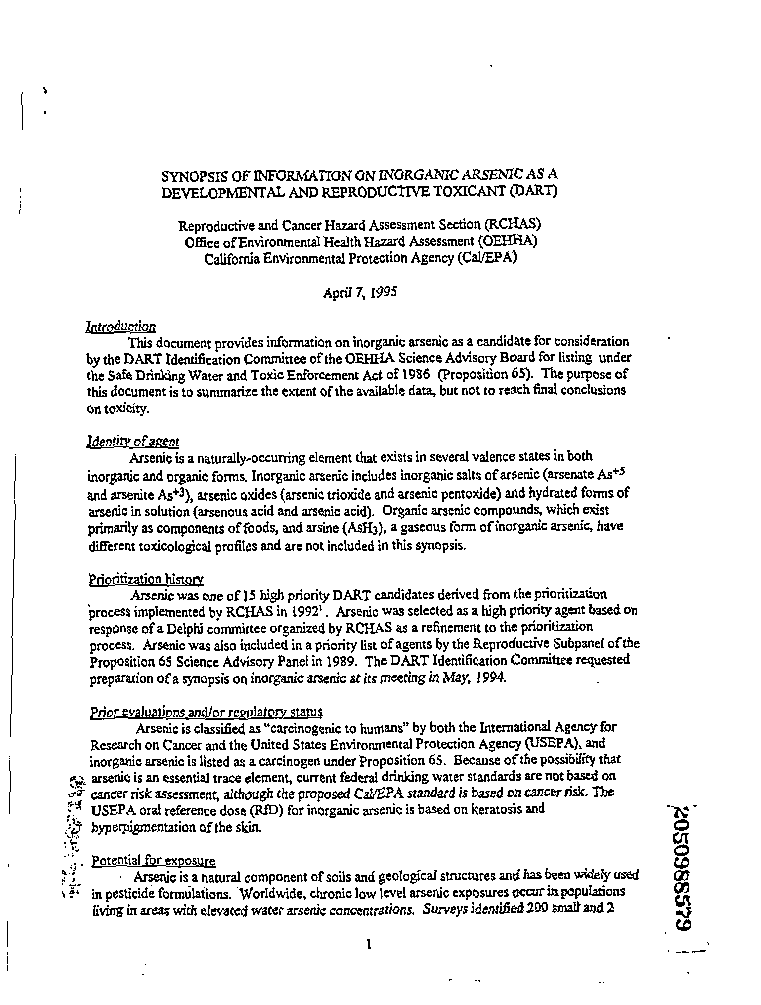 SYNOPSIS OF INFORMATION ON INORGANIC ARSENIC AS A
DEVELOPMENTAL AND REPRODUCTIVE TOXICANT (DART)
Reproductive and Cancer Hazard Assessment Section (RCHAS)
Office of Environmental Health Hazard Assessment (OEHHA)
California Environmental Protection Agency (Cal/EPA)
April 7, 1995
Introduction
This document provides information on inorganic arsenic as a candidate for consideration
by the DART Identification Committee of the OEHHA Science Advisory Board for listing under
the Safe Drinking Water and Toxic Enforcement Act of 1986 (Proposition 65). The purpose of
this document is to summarize the extent of the available data, but not to reach final conclusions
on toxicity.
Identity of agent
Arsenic is a naturally-occurring element that exists in several valence states in both
inorganic and organic forms. Inorganic arsenic includes inorganic salts of arsenic (arsenate As⁺⁵
and arsenite As⁺³), arsenic oxides (arsenic trioxide and arsenic pentoxide) and hydrated forms of
arsenic in solution (arsenous acid and arsenic acid). Organic arsenic compounds, which exist
primarily as components of foods, and arsine (AsH₃), a gaseous form of inorganic arsenic, have
different toxicological profiles and are not included in this synopsis.
Prioritization history
Arsenic was one of 15 high priority DART candidates derived from the prioritization
process implemented by RCHAS in 1992¹. Arsenic was selected as a high priority agent based on
response of a Delphi committee organized by RCHAS as a refinement to the prioritization
process. Arsenic was also included in a priority list of agents by the Reproductive Subpanel of the
Proposition 65 Science Advisory Panel in 1989. The DART Identification Committee requested
preparation of a synopsis on inorganic arsenic at its meeting in May, 1994.
Prior evaluations and/or regulatory status
Arsenic is classified as "carcinogenic to humans" by both the International Agency for
Research on Cancer and the United States Environmental Protection Agency (USEPA), and
inorganic arsenic is listed as a carcinogen under Proposition 65. Because of the possibility that
arsenic is an essential trace element, current federal drinking water standards are not based on
cancer risk assessment, although the proposed Cal/EPA standard is based on cancer risk. The
USEPA oral reference dose (RfD) for inorganic arsenic is based on keratosis and
hyperpigmentation of the skin.
Potential for exposure
Arsenic is a natural component of soils and geological structures and has been widely used
in pesticide formulations. Worldwide, chronic low level arsenic exposures occur in populations
living in areas with elevated water arsenic concentrations. Surveys identified 200 small and 2
1
2050988579